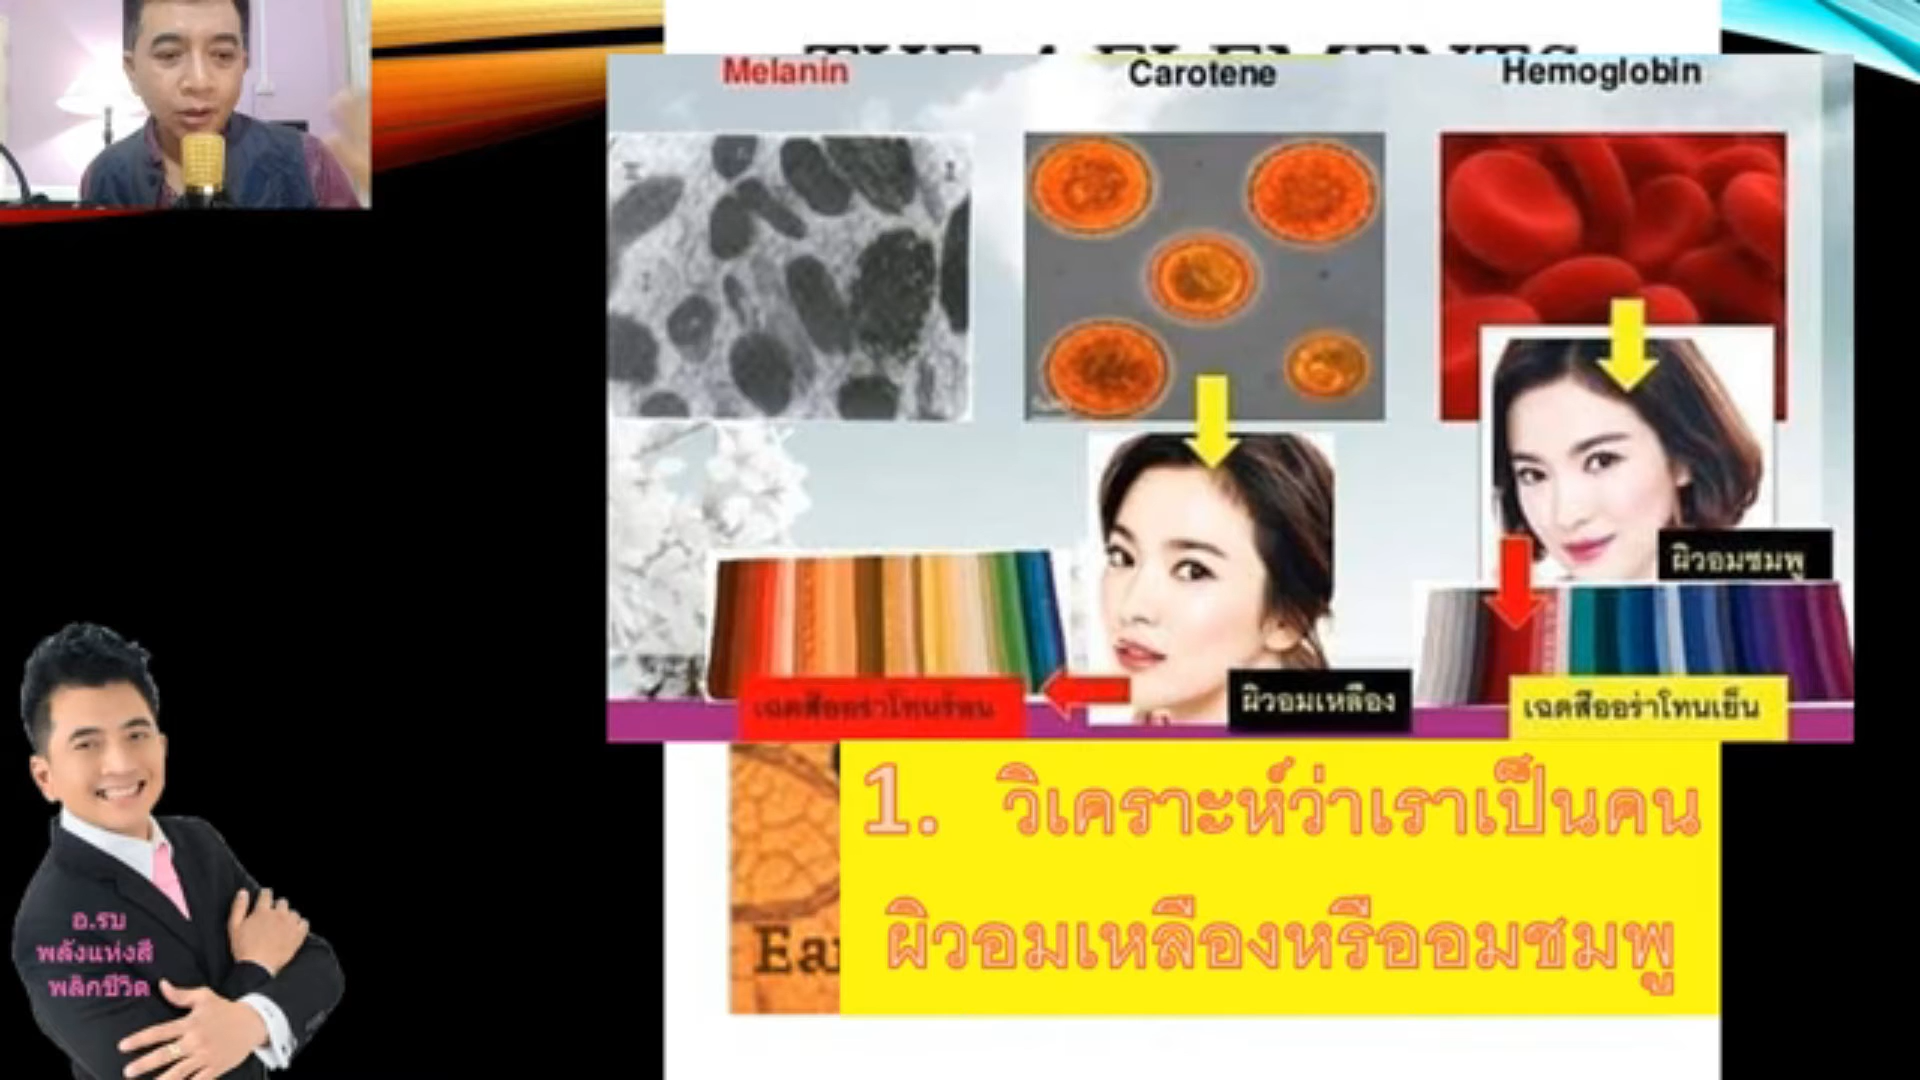 THE 4 ELEMENTS
Melanin
Carotene
Hemoglobin
ผิวอมชมพู
ผิวอมเหลือง
เฉดสีออร่าโทนร้อน
เฉดสีออร่าโทนเย็น
1. วิเคราะห์ว่าเราเป็นคน
ผิวอมเหลืองหรืออมชมพู
Ear
อ.รบ
พลังแห่งสี
พลิกชีวิต